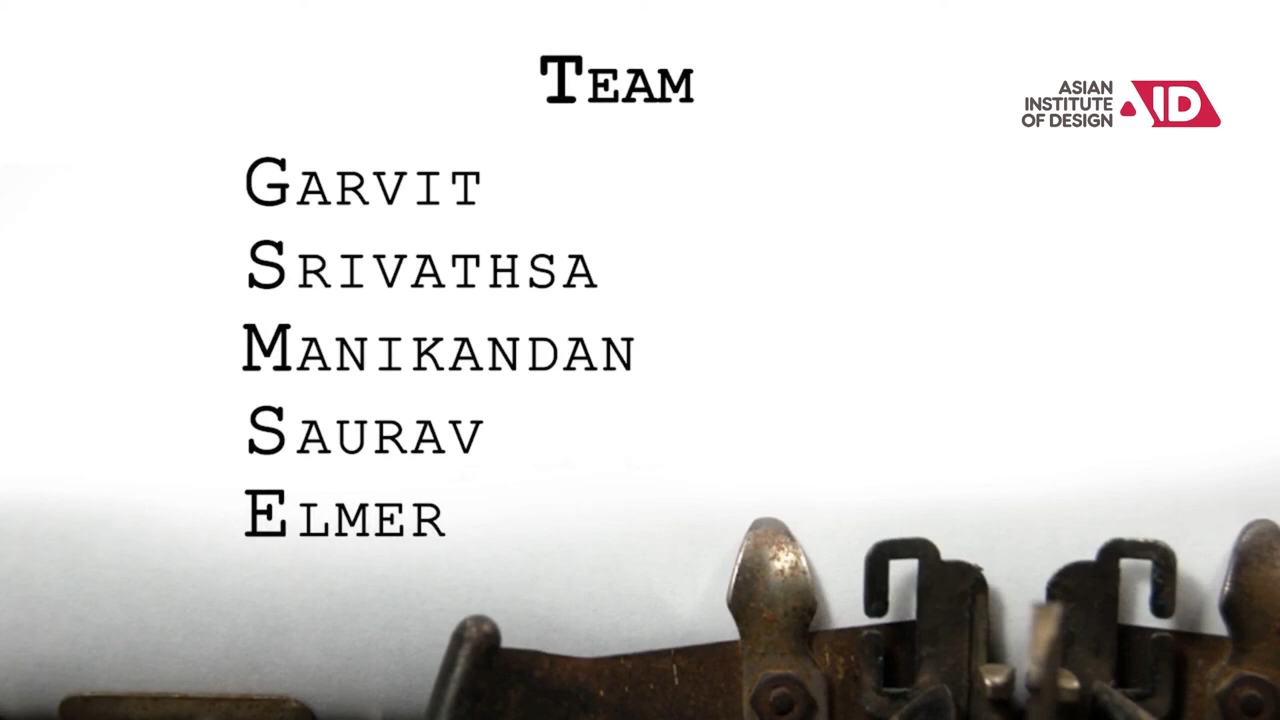 TEAM
ASIAN
INSTITUTE
OF DESIGN
AID
GARVIT
SRIVATHSA
MANIKANDAN
SAURAV
ELMER